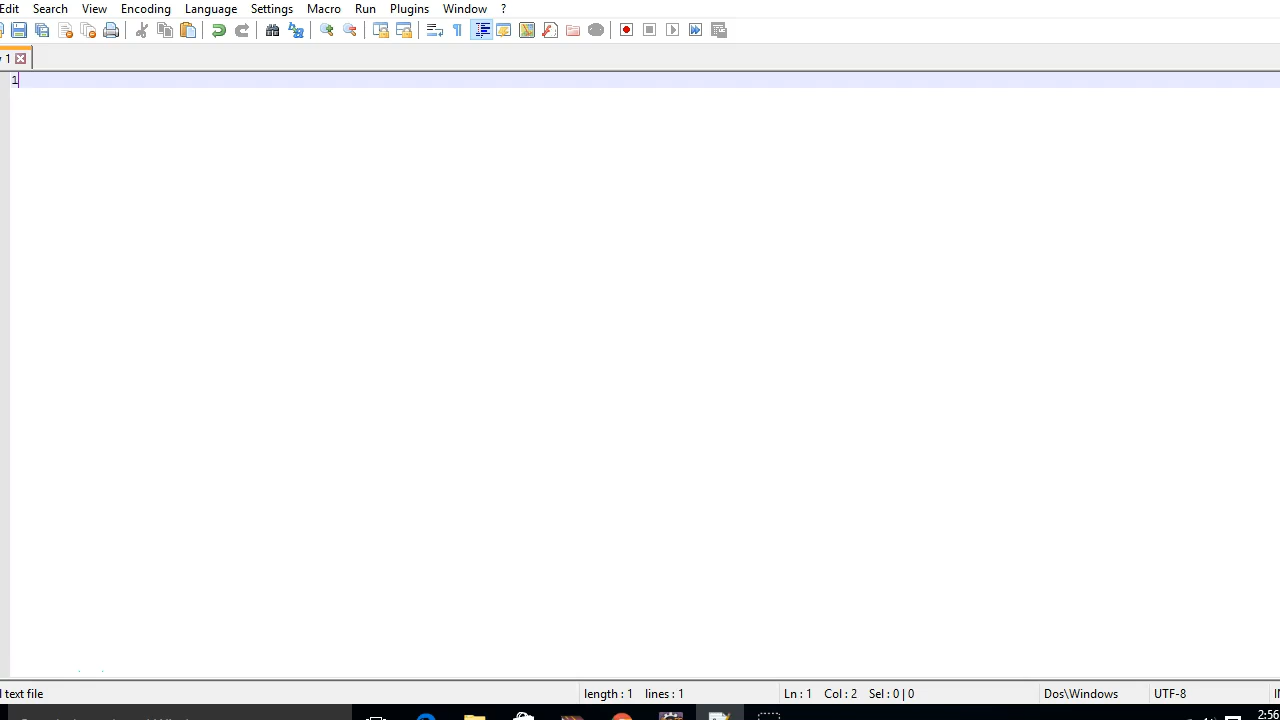 Edit Search View Encoding Language Settings Macro Run Plugins Window ?
1
1
text file length : 1 lines : 1 Ln : 1 Col : 2 Sel : 0 | 0 Dos\Windows UTF-8
2:56